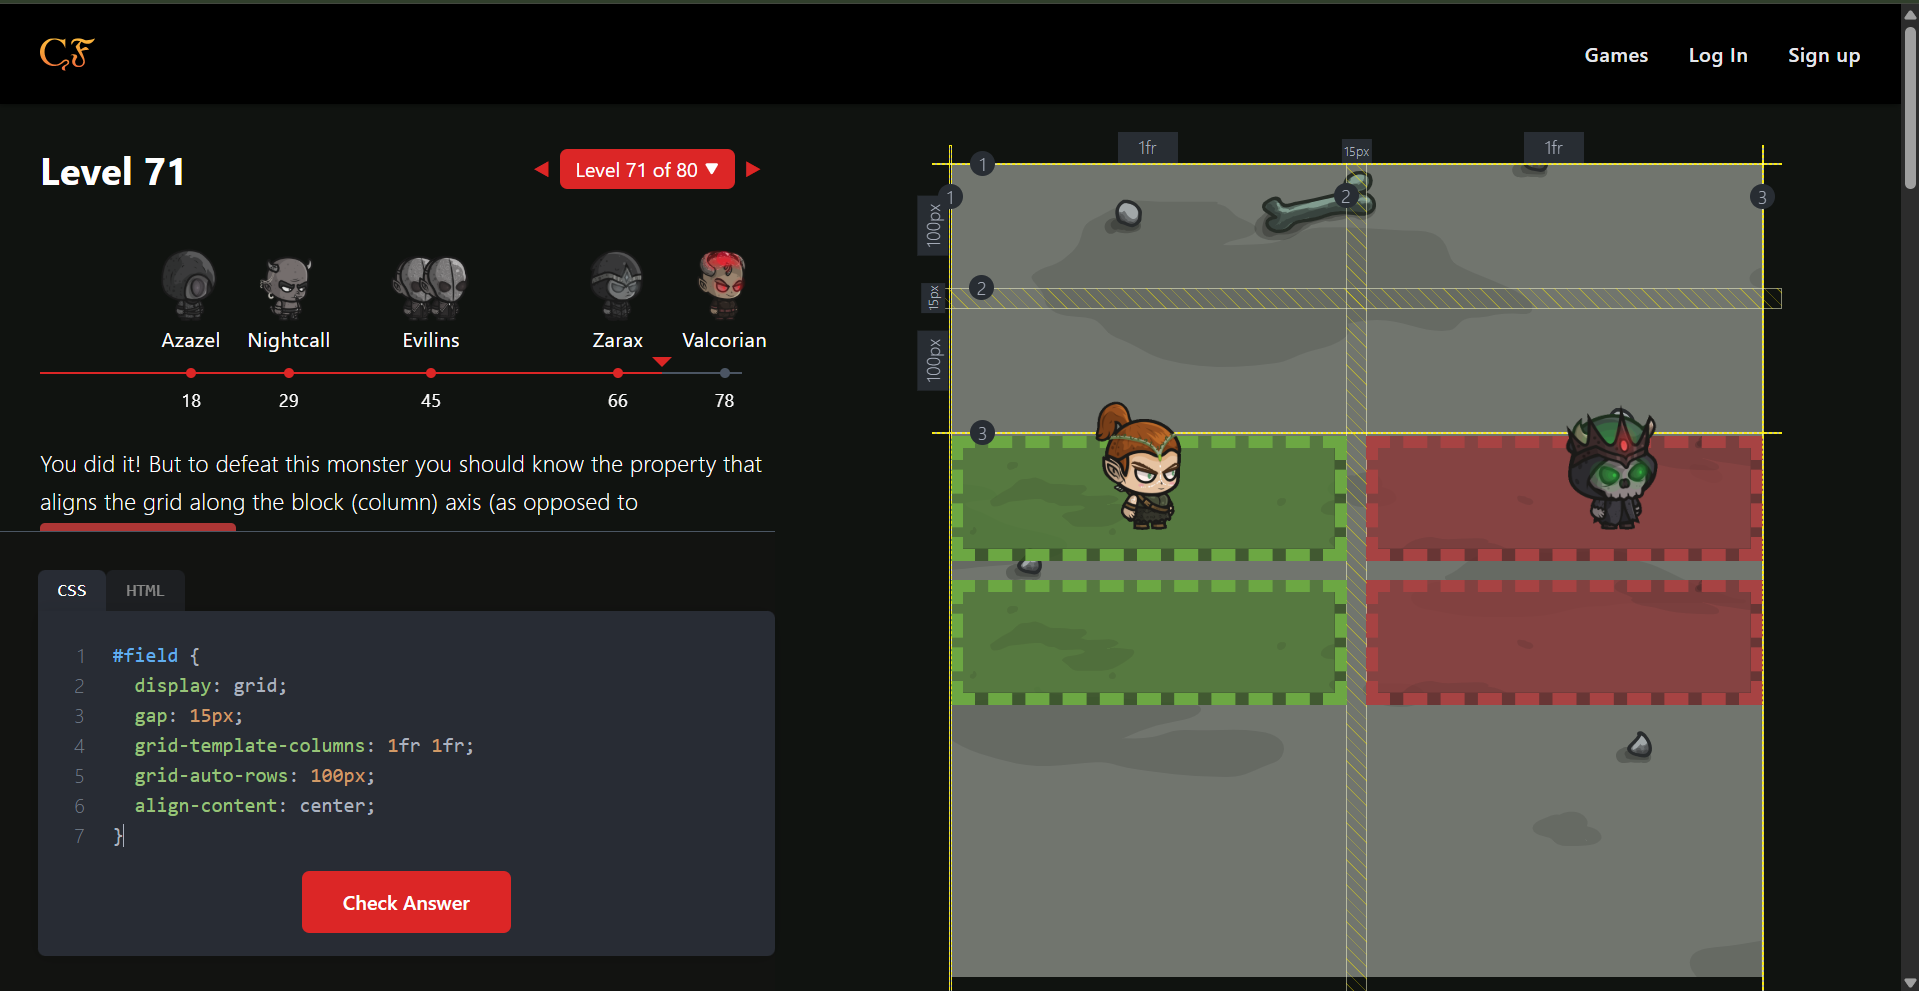 CF
Games Log In Sign up
Level 71
Level 71 of 80 ▼
Azazel Nightcall Evilins Zarax Valcorian
18 29 45 66 78
You did it! But to defeat this monster you should know the property that
aligns the grid along the block (column) axis (as opposed to
CSS HTML
1 #field {
2 display: grid;
3 gap: 15px;
4 grid-template-columns: 1fr 1fr;
5 grid-auto-rows: 100px;
6 align-content: center;
7 }
Check Answer
1fr 15px 1fr
1
1 2 3
100px
2
15px
100px
3